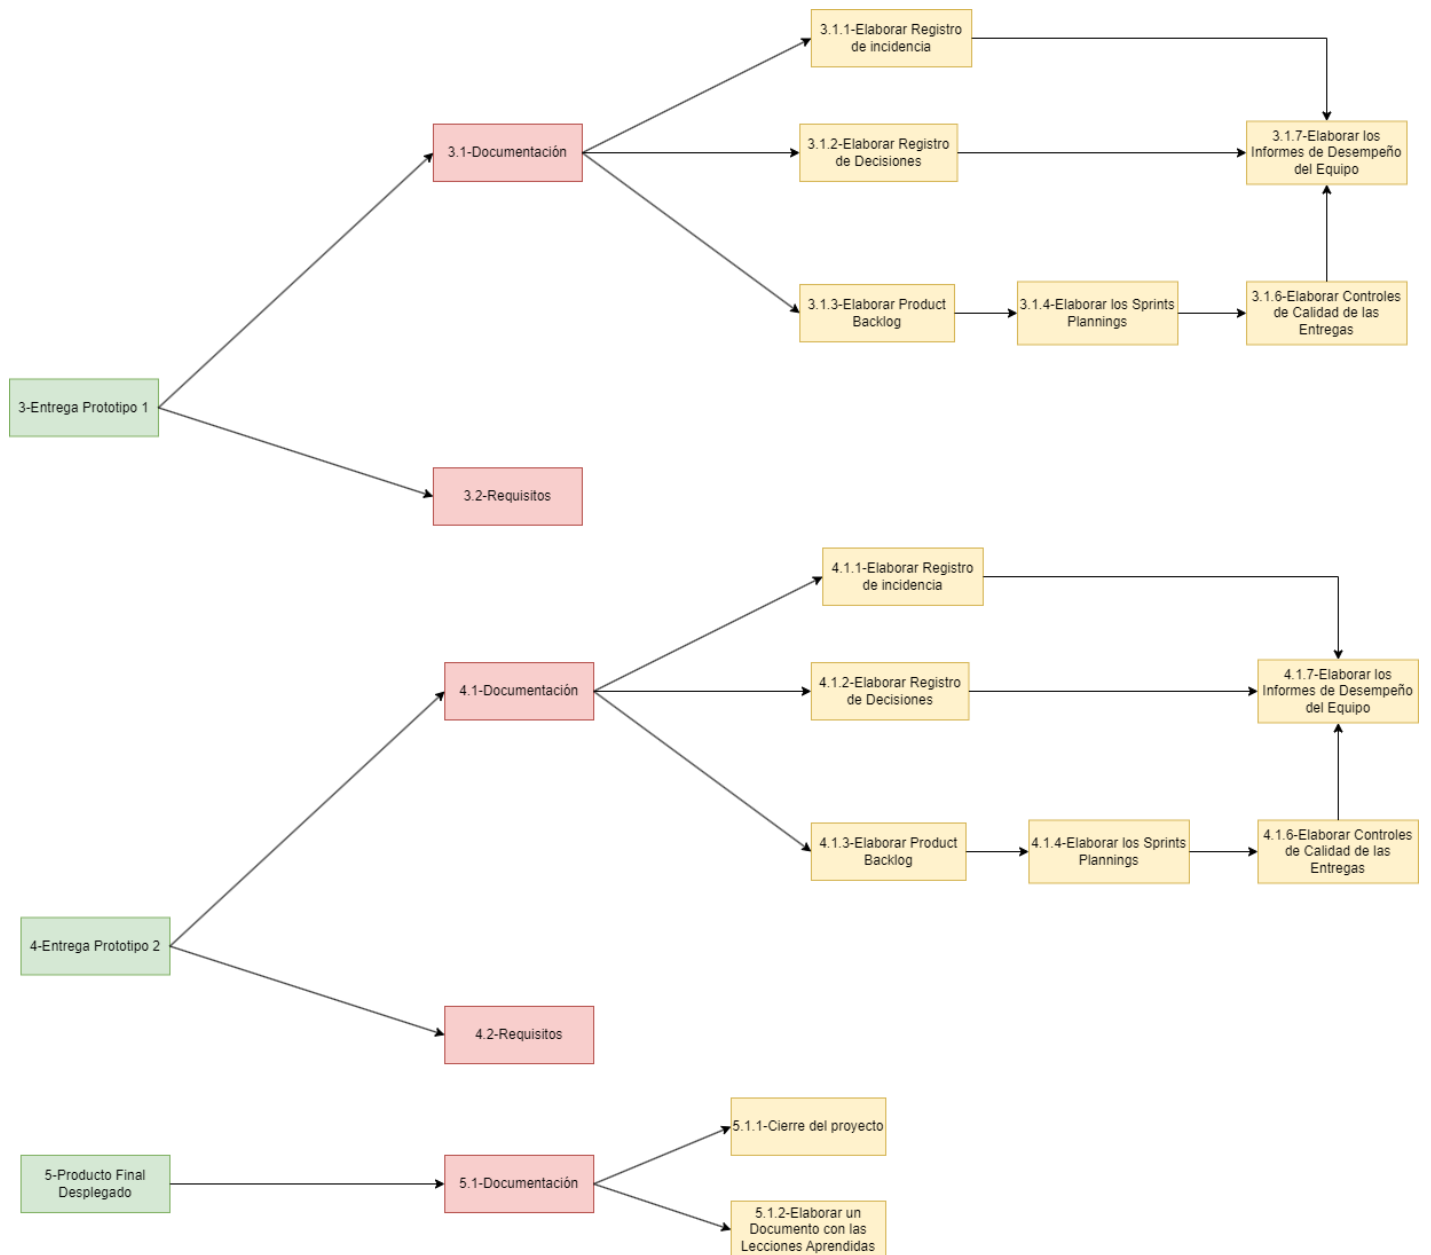 3.1.1-Elaborar Registro
de incidencia
3.1-Documentación
3.1.2-Elaborar Registro
de Decisiones
3.1.7-Elaborar los
Informes de Desempeño
del Equipo
3.1.3-Elaborar Product
Backlog
3.1.4-Elaborar los Sprints
Plannings
3.1.6-Elaborar Controles
de Calidad de las
Entregas
3-Entrega Prototipo 1
3.2-Requisitos
4.1.1-Elaborar Registro
de incidencia
4.1-Documentación
4.1.2-Elaborar Registro
de Decisiones
4.1.7-Elaborar los
Informes de Desempeño
del Equipo
4.1.3-Elaborar Product
Backlog
4.1.4-Elaborar los Sprints
Plannings
4.1.6-Elaborar Controles
de Calidad de las
Entregas
4-Entrega Prototipo 2
4.2-Requisitos
5.1.1-Cierre del proyecto
5-Producto Final
Desplegado
5.1-Documentación
5.1.2-Elaborar un
Documento con las
Lecciones Aprendidas